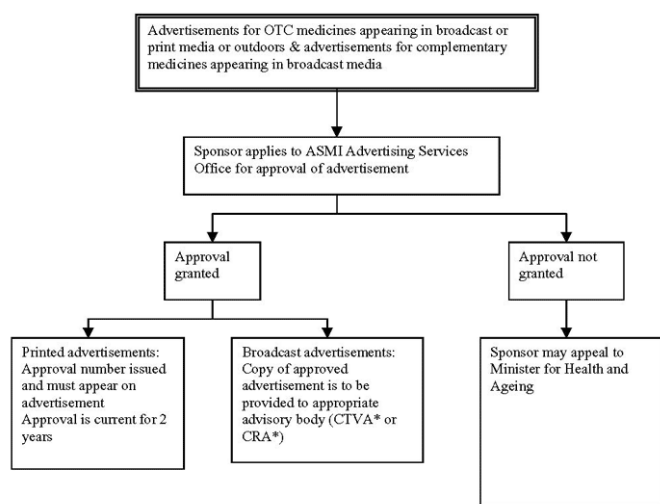 Advertisements for OTC medicines appearing in broadcast or
print media or outdoors & advertisements for complementary
medicines appearing in broadcast media
Sponsor applies to ASMI Advertising Services
Office for approval of advertisement
Approval
granted
Approval not
granted
Printed advertisements:
Approval number issued
and must appear on
advertisement
Approval is current for 2
years
Broadcast advertisements:
Copy of approved
advertisement is to be
provided to appropriate
advisory body (CTVA* or
CRA*)
Sponsor may appeal to
Minister for Health and
Ageing